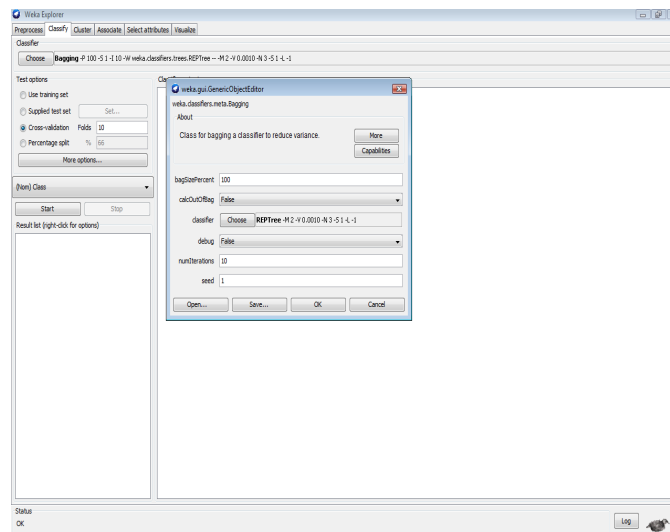 Weka Explorer
Preprocess Classify Cluster Associate Select attributes Visualize
Classifier
Choose Bagging -P 100 -S 1 -I 10 -W weka.classifiers.trees.REPTree -- -M 2 -V 0.0010 -N 3 -S 1 -L -1
Test options
Use training set
Supplied test set Set...
Cross-validation Folds 10
Percentage split % 66
More options...
(Nom) Class
Start Stop
Result list (right-click for options)
weka.gui.GenericObjectEditor
weka.classifiers.meta.Bagging
About
Class for bagging a classifier to reduce variance.
More
Capabilities
bagSizePercent 100
calcOutOfBag False
classifier Choose REPTree -M 2 -V 0.0010 -N 3 -S 1 -L -1
debug False
numIterations 10
seed 1
Open... Save... OK Cancel
Status
OK
Log